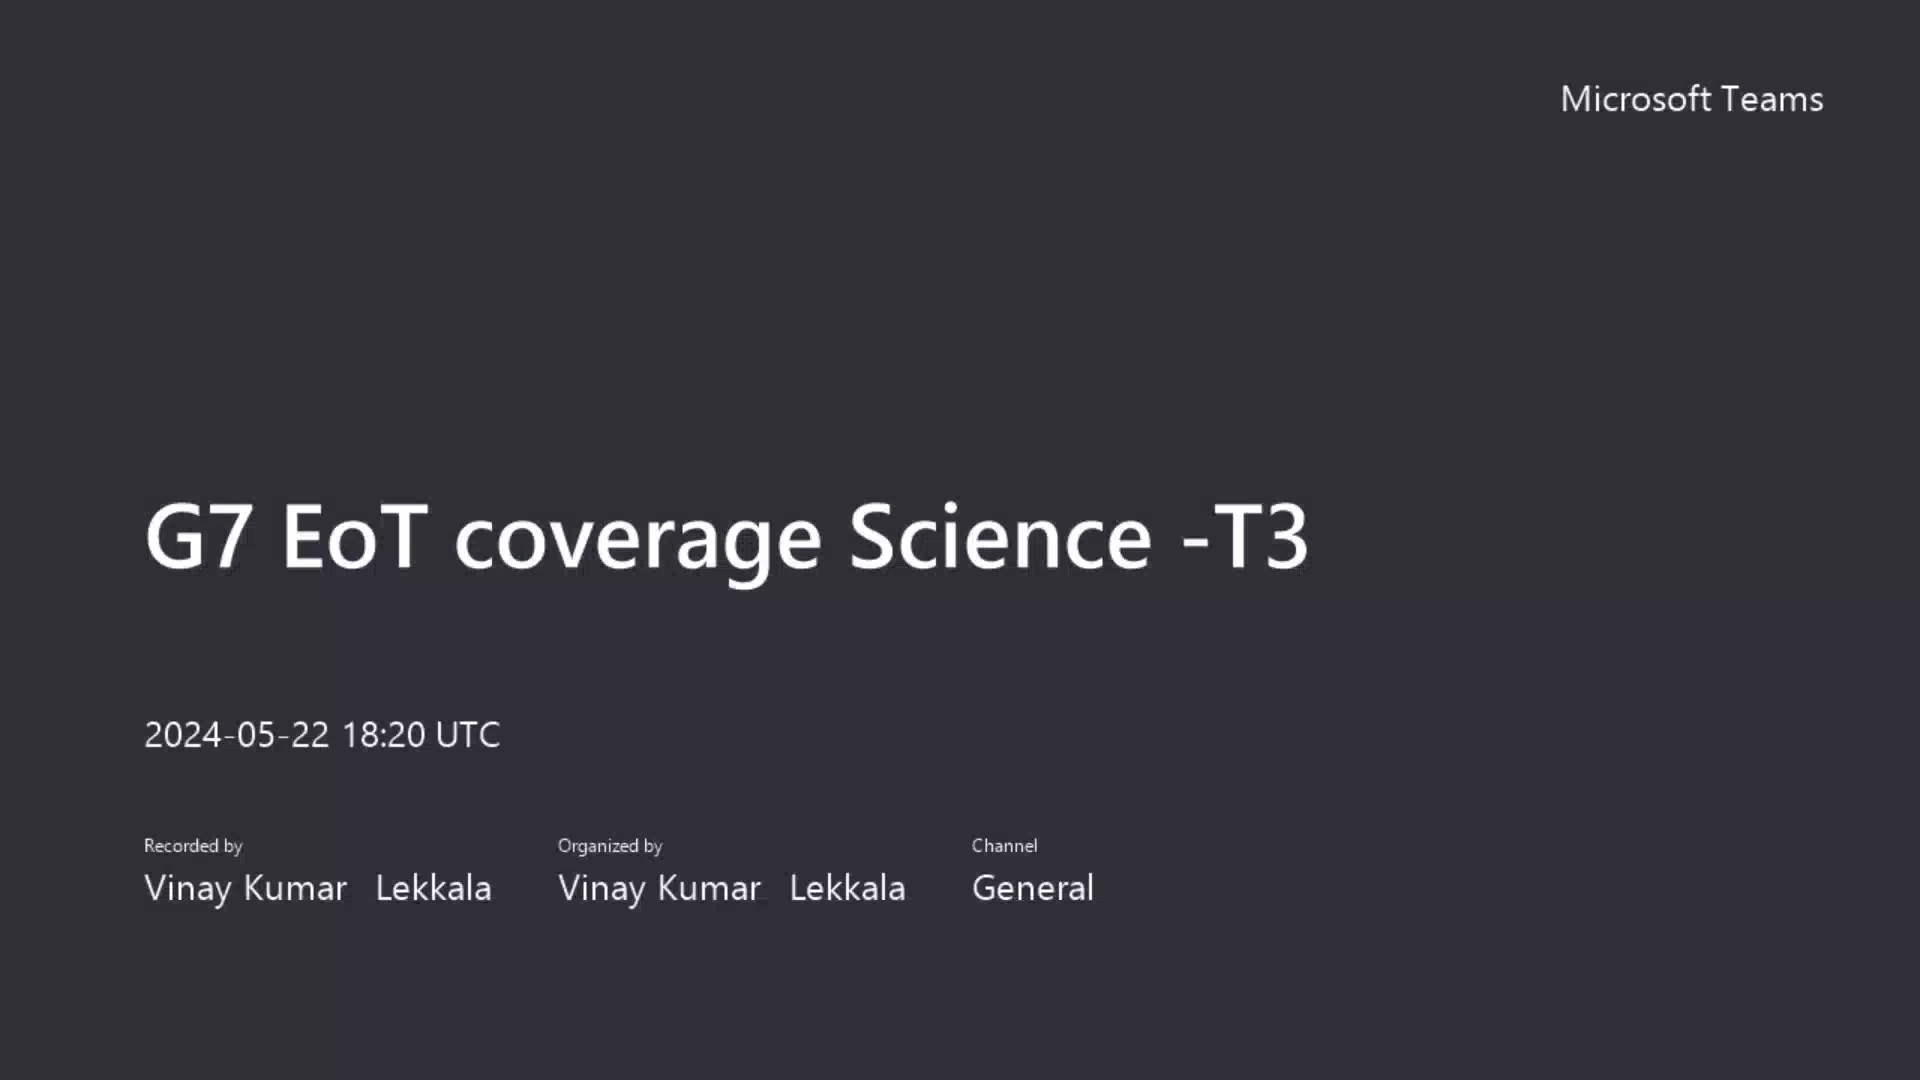 Microsoft Teams
G7 EoT coverage Science -T3
2024-05-22 18:20 UTC
Recorded by Organized by Channel
Vinay Kumar Lekkala Vinay Kumar Lekkala General